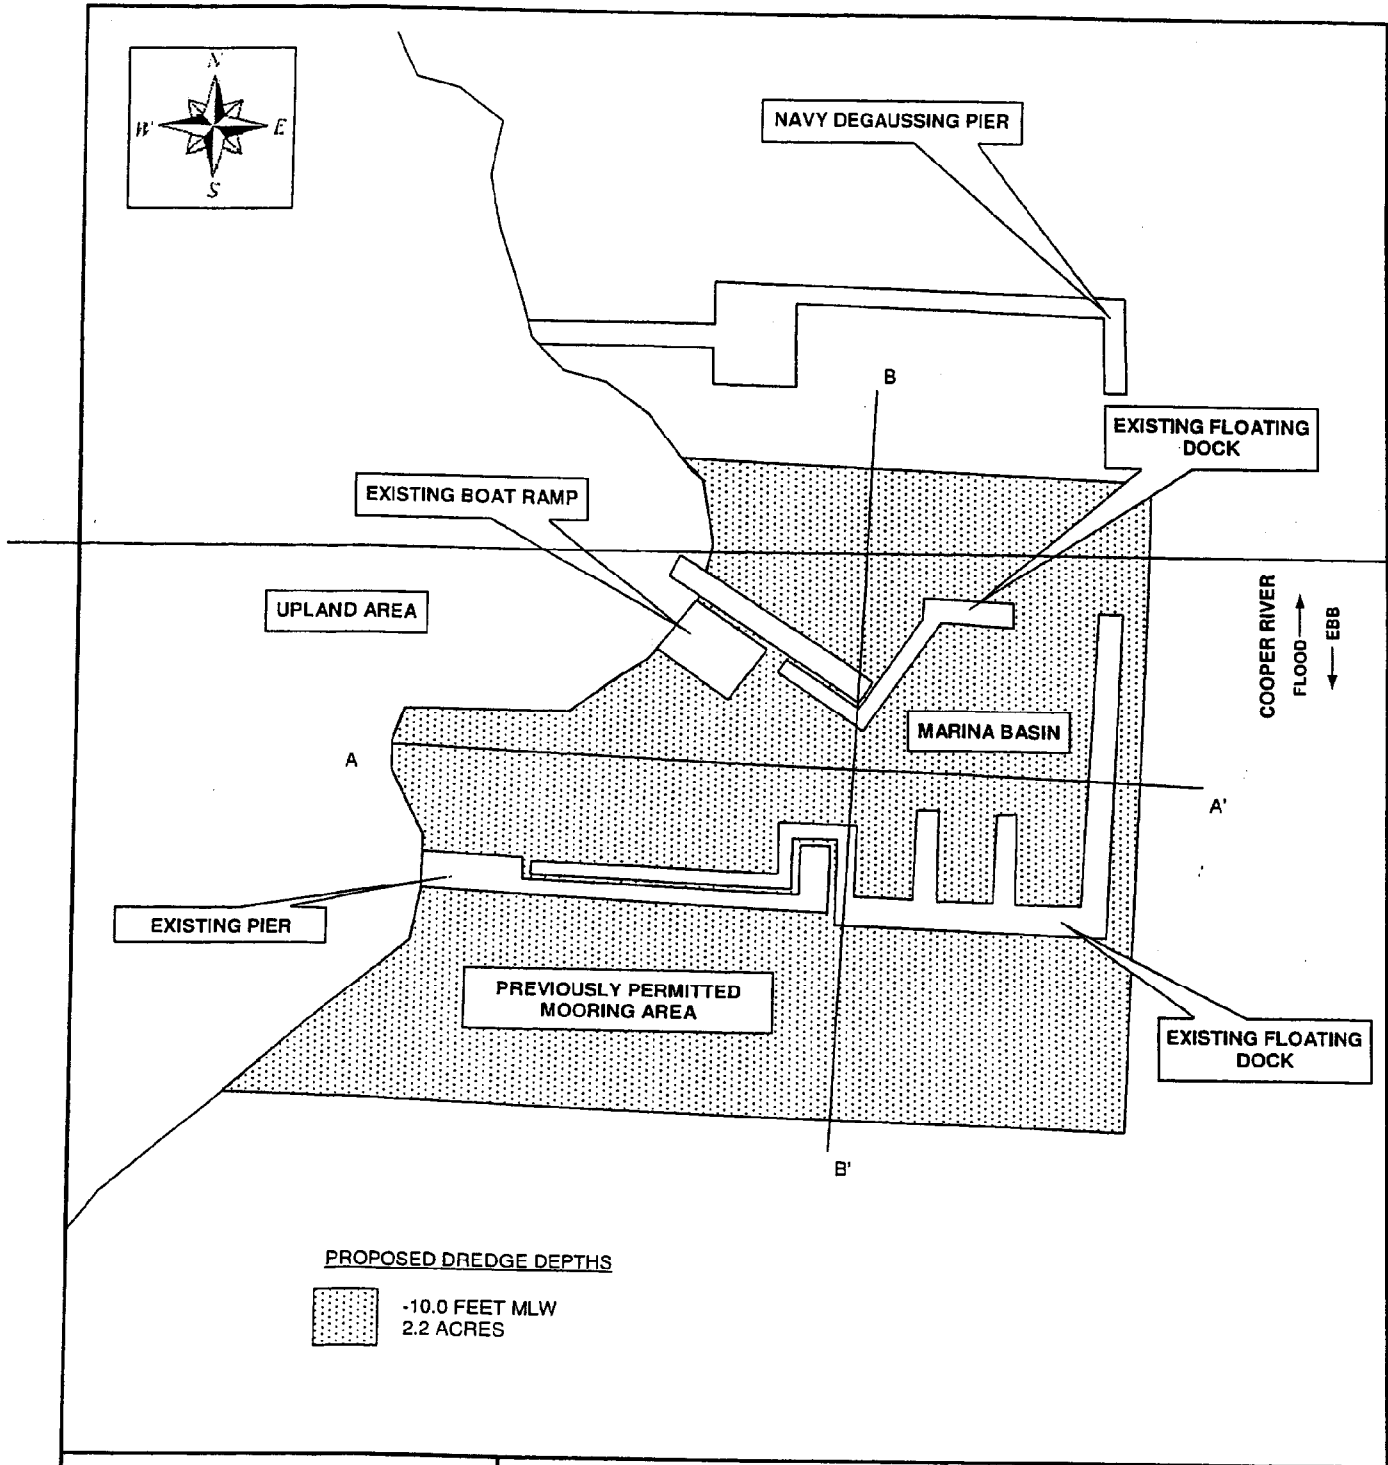 N
W
E
S
NAVY DEGAUSSING PIER
B
EXISTING FLOATING
DOCK
EXISTING BOAT RAMP
UPLAND AREA
COOPER RIVER
FLOOD
EBB
MARINA BASIN
A
A'
EXISTING PIER
PREVIOUSLY PERMITTED
MOORING AREA
EXISTING FLOATING
DOCK
B'
PROPOSED DREDGE DEPTHS
-10.0 FEET MLW
2.2 ACRES